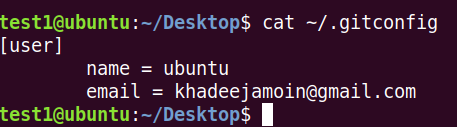 test1@ubuntu:~/Desktop$ cat ~/.gitconfig
[user]
        name = ubuntu
        email = khadeejamoin@gmail.com
test1@ubuntu:~/Desktop$